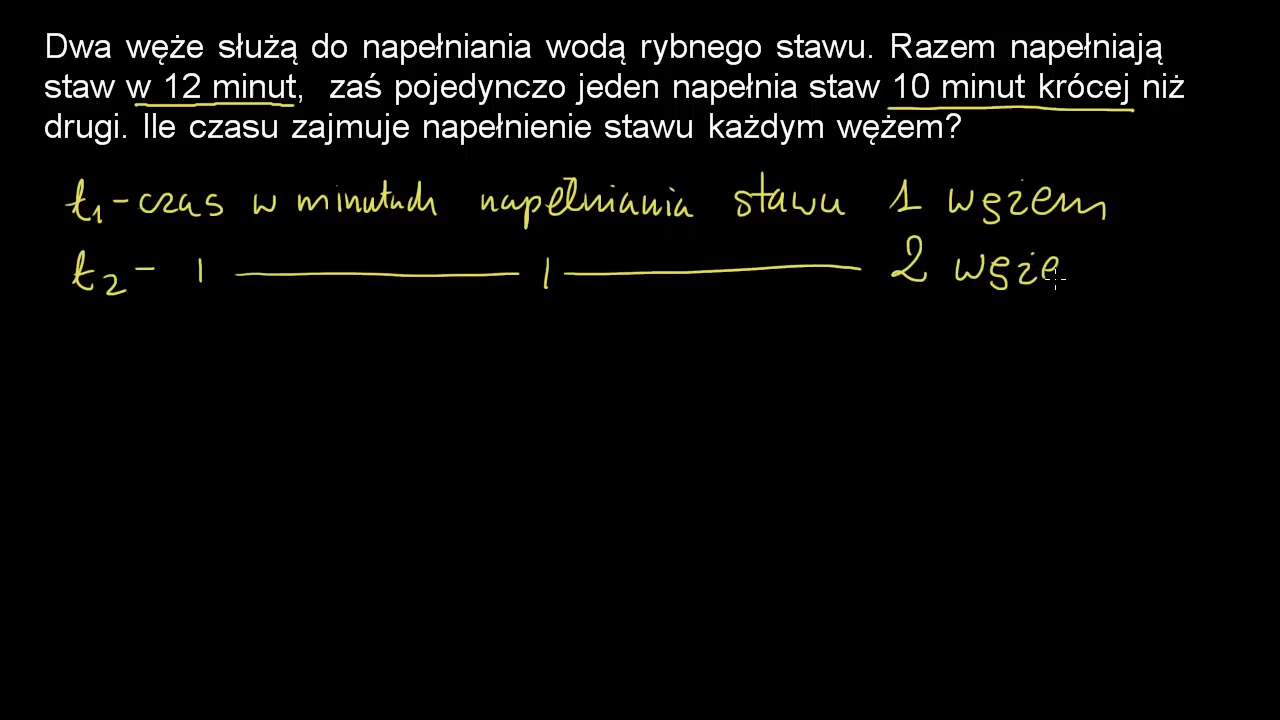 Dwa węże służą do napełniania wodą rybnego stawu. Razem napełniają
staw w 12 minut, zaś pojedynczo jeden napełnia staw 10 minut krócej niż
drugi. Ile czasu zajmuje napełnienie stawu każdym wężem?
t₁ - czas w minutach napełniania stawu 1 wężem
t₂ - ı ——— ı ——— 2 węże